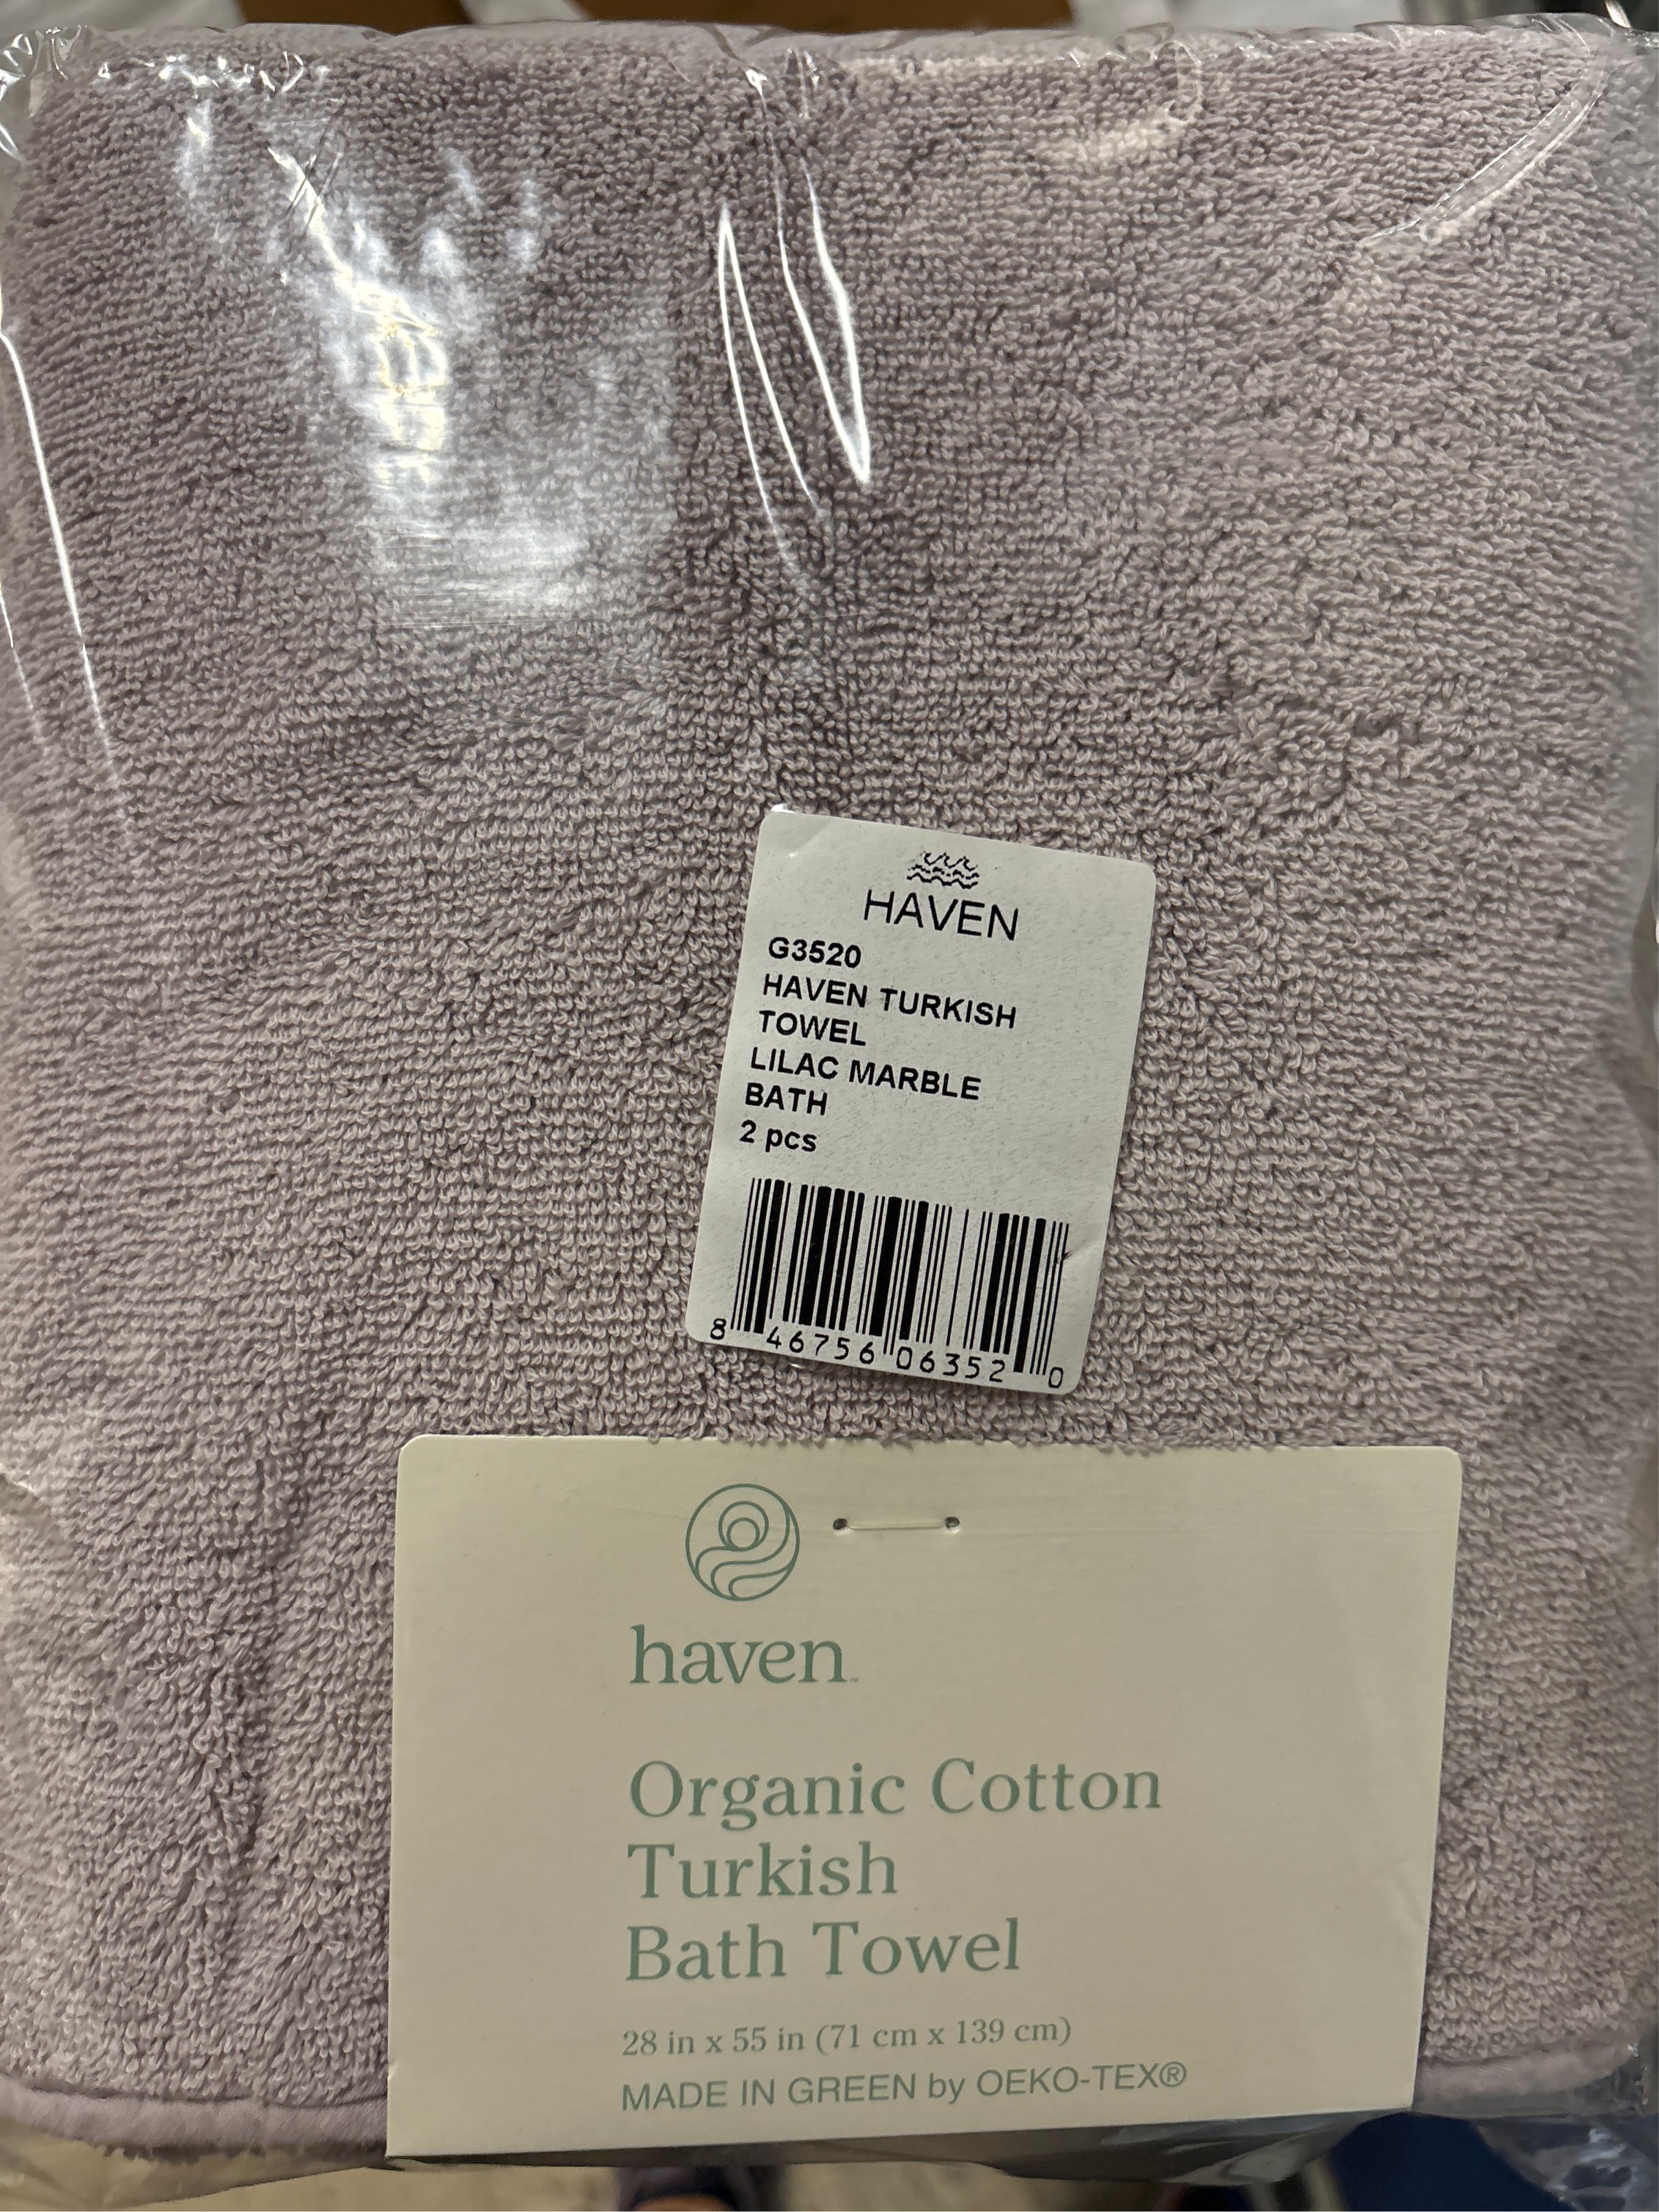 HAVEN
G3520
HAVEN TURKISH
TOWEL
LILAC MARBLE
BATH
2 pcs
8 46756 06352 0
haven™
Organic Cotton
Turkish
Bath Towel
28 in x 55 in (71 cm x 139 cm)
MADE IN GREEN by OEKO-TEX®